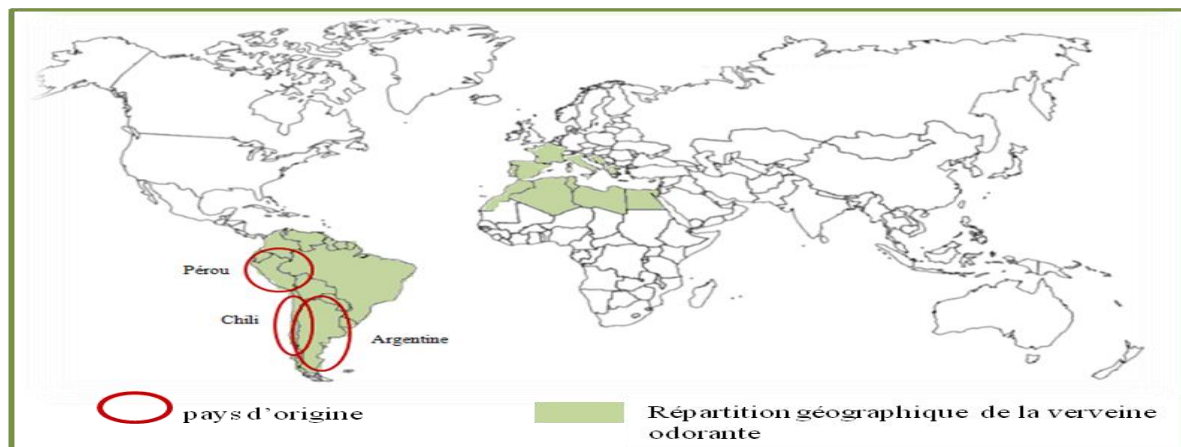 Pérou
Chili
Argentine
pays d'origine
Répartition géographique de la verveine
odorante